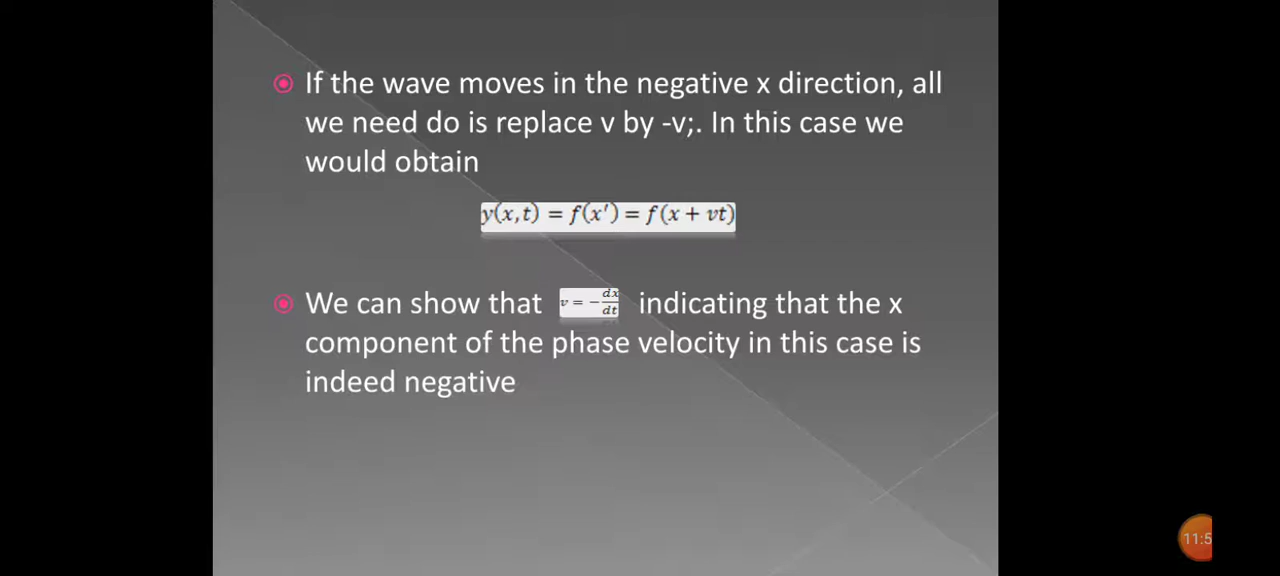 If the wave moves in the negative x direction, all
we need do is replace v by -v;. In this case we
would obtain
y(x,t) = f(x′) = f(x + vt)
We can show that v = −dx/dt indicating that the x
component of the phase velocity in this case is
indeed negative
11:5